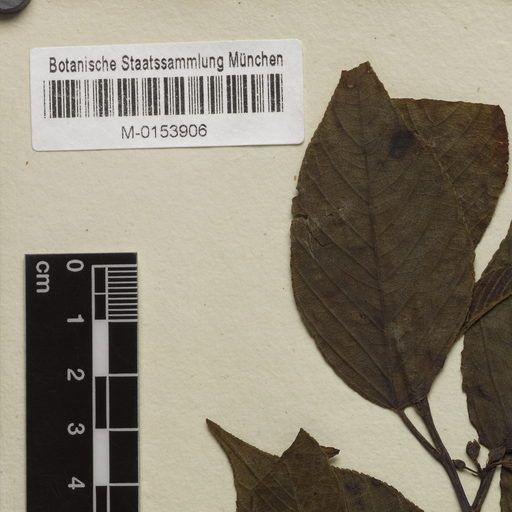 Botanische Staatssammlung München
M-0153906
cm
0
1
2
3
4